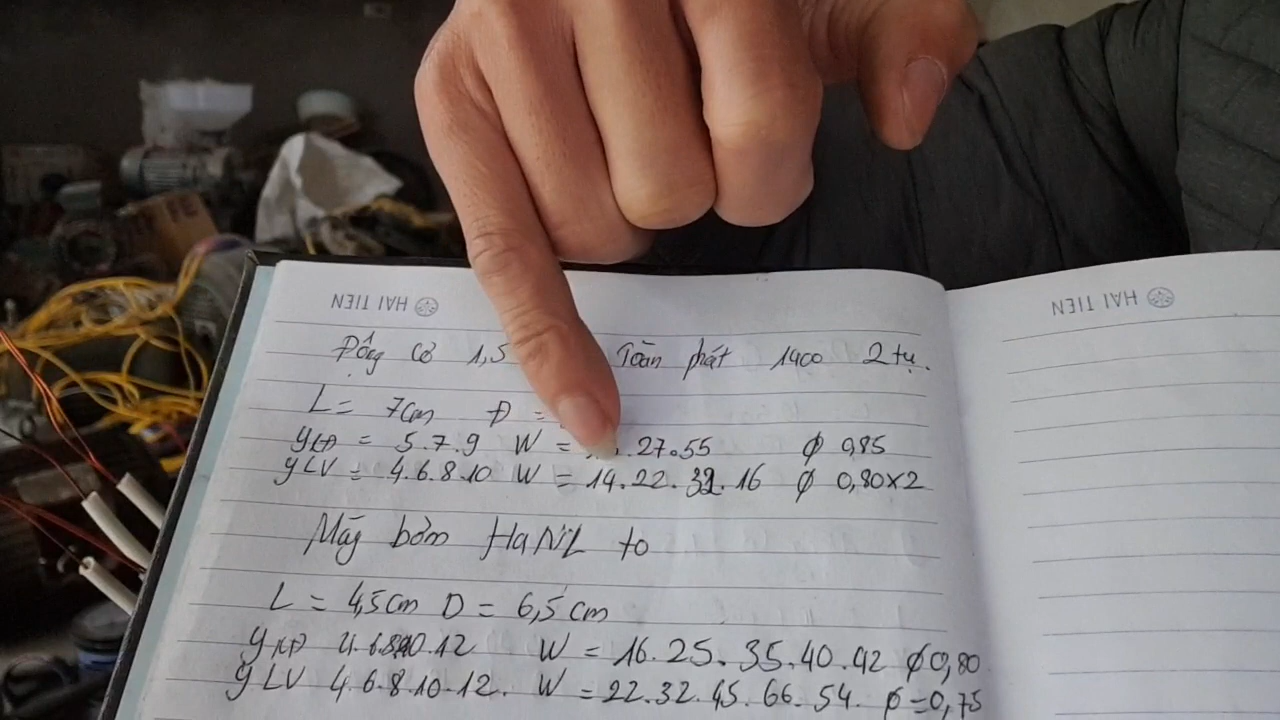 HAI TIEN
HAI TIEN
Động cơ 1,5 Toàn phát 1400 2 tụ.
L = 7cm Đ =
YKĐ = 5.7.9 W = . 27.55 ϕ 0,85
YLV = 4.6.8.10 W = 14.22.32.16 ϕ 0,80x2
Máy bơm HaNiL to
L = 4,5cm D = 6,5cm
YKĐ 4.6.8.10.12 W = 16.25.35.40.42 ϕ0,80
YLV 4.6.8.10.12. W = 22.32.45.66.54. ϕ=0,75